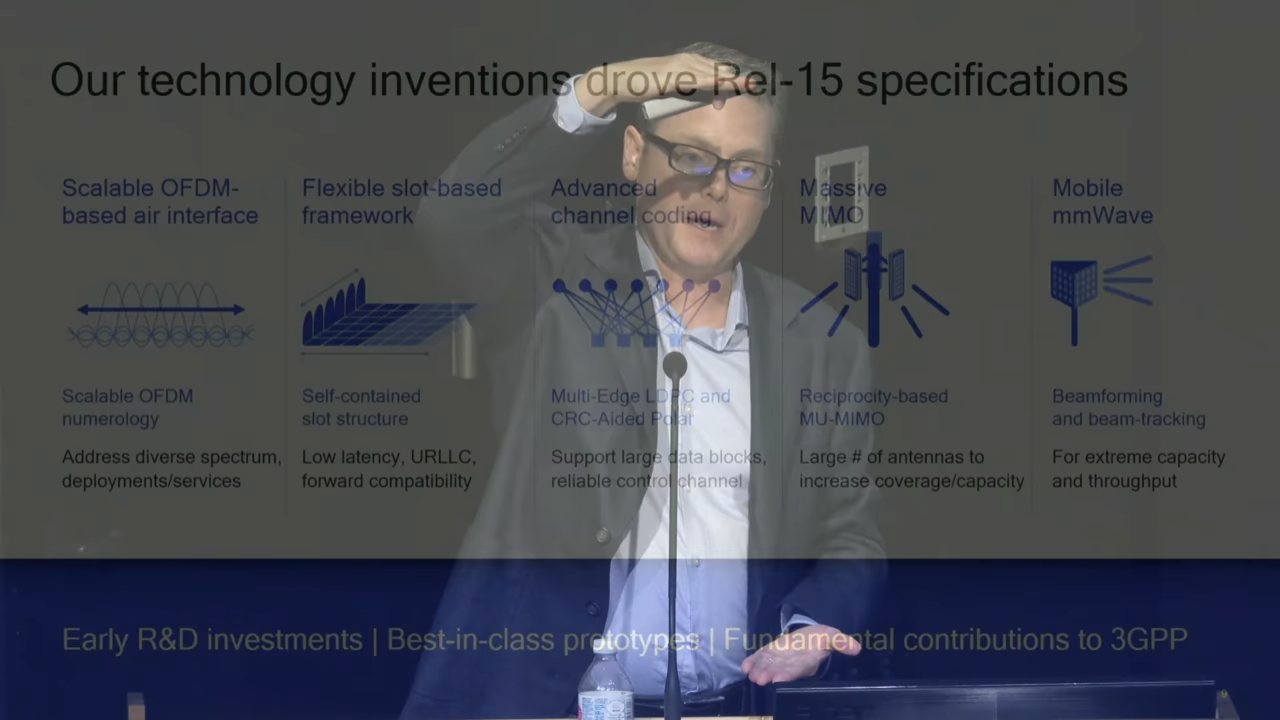 Our technology inventions drove Rel-15 specifications
Scalable OFDM-
based air interface
Flexible slot-based
framework
Advanced
channel coding
Massive
MIMO
Mobile
mmWave
Scalable OFDM
numerology
Self-contained
slot structure
Multi-Edge LDPC and
CRC-Aided Polar
Reciprocity-based
MU-MIMO
Beamforming
and beam-tracking
Address diverse spectrum,
deployments/services
Low latency, URLLC,
forward compatibility
Support large data blocks,
reliable control channel
Large # of antennas to
increase coverage/capacity
For extreme capacity
and throughput
Early R&D investments | Best-in-class prototypes | Fundamental contributions to 3GPP
9